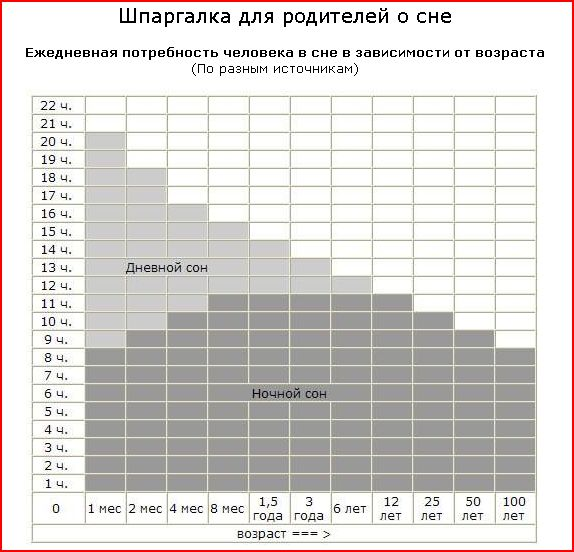 Шпаргалка для родителей о сне
Ежедневная потребность человека в сне в зависимости от возраста
(По разным источникам)
22 ч.
21 ч.
20 ч.
19 ч.
18 ч.
17 ч.
16 ч.
15 ч.
14 ч.
13 ч. Дневной сон
12 ч.
11 ч.
10 ч.
9 ч.
8 ч.
7 ч.
6 ч. Ночной сон
5 ч.
4 ч.
3 ч.
2 ч.
1 ч.
0 1 мес 2 мес 4 мес 8 мес 1,5 года 3 года 6 лет 12 лет 25 лет 50 лет 100 лет
возраст === >